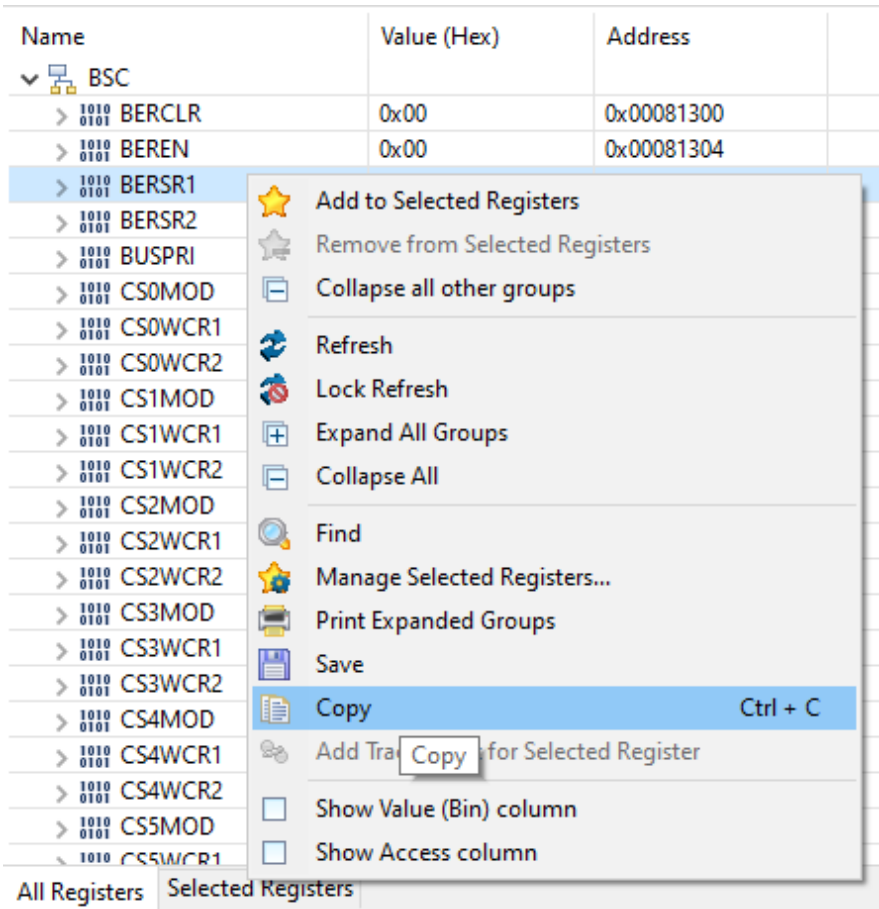 Name Value (Hex) Address
BSC
BERCLR 0x00 0x00081300
BEREN 0x00 0x00081304
BERSR1
BERSR2
BUSPRI
CS0MOD
CS0WCR1
CS0WCR2
CS1MOD
CS1WCR1
CS1WCR2
CS2MOD
CS2WCR1
CS2WCR2
CS3MOD
CS3WCR1
CS3WCR2
CS4MOD
CS4WCR1
CS4WCR2
CS5MOD
CS5WCR1
Add to Selected Registers
Remove from Selected Registers
Collapse all other groups
Refresh
Lock Refresh
Expand All Groups
Collapse All
Find
Manage Selected Registers...
Print Expanded Groups
Save
Copy Ctrl + C
Add Tra for Selected Register
Copy
Show Value (Bin) column
Show Access column
All Registers Selected Registers